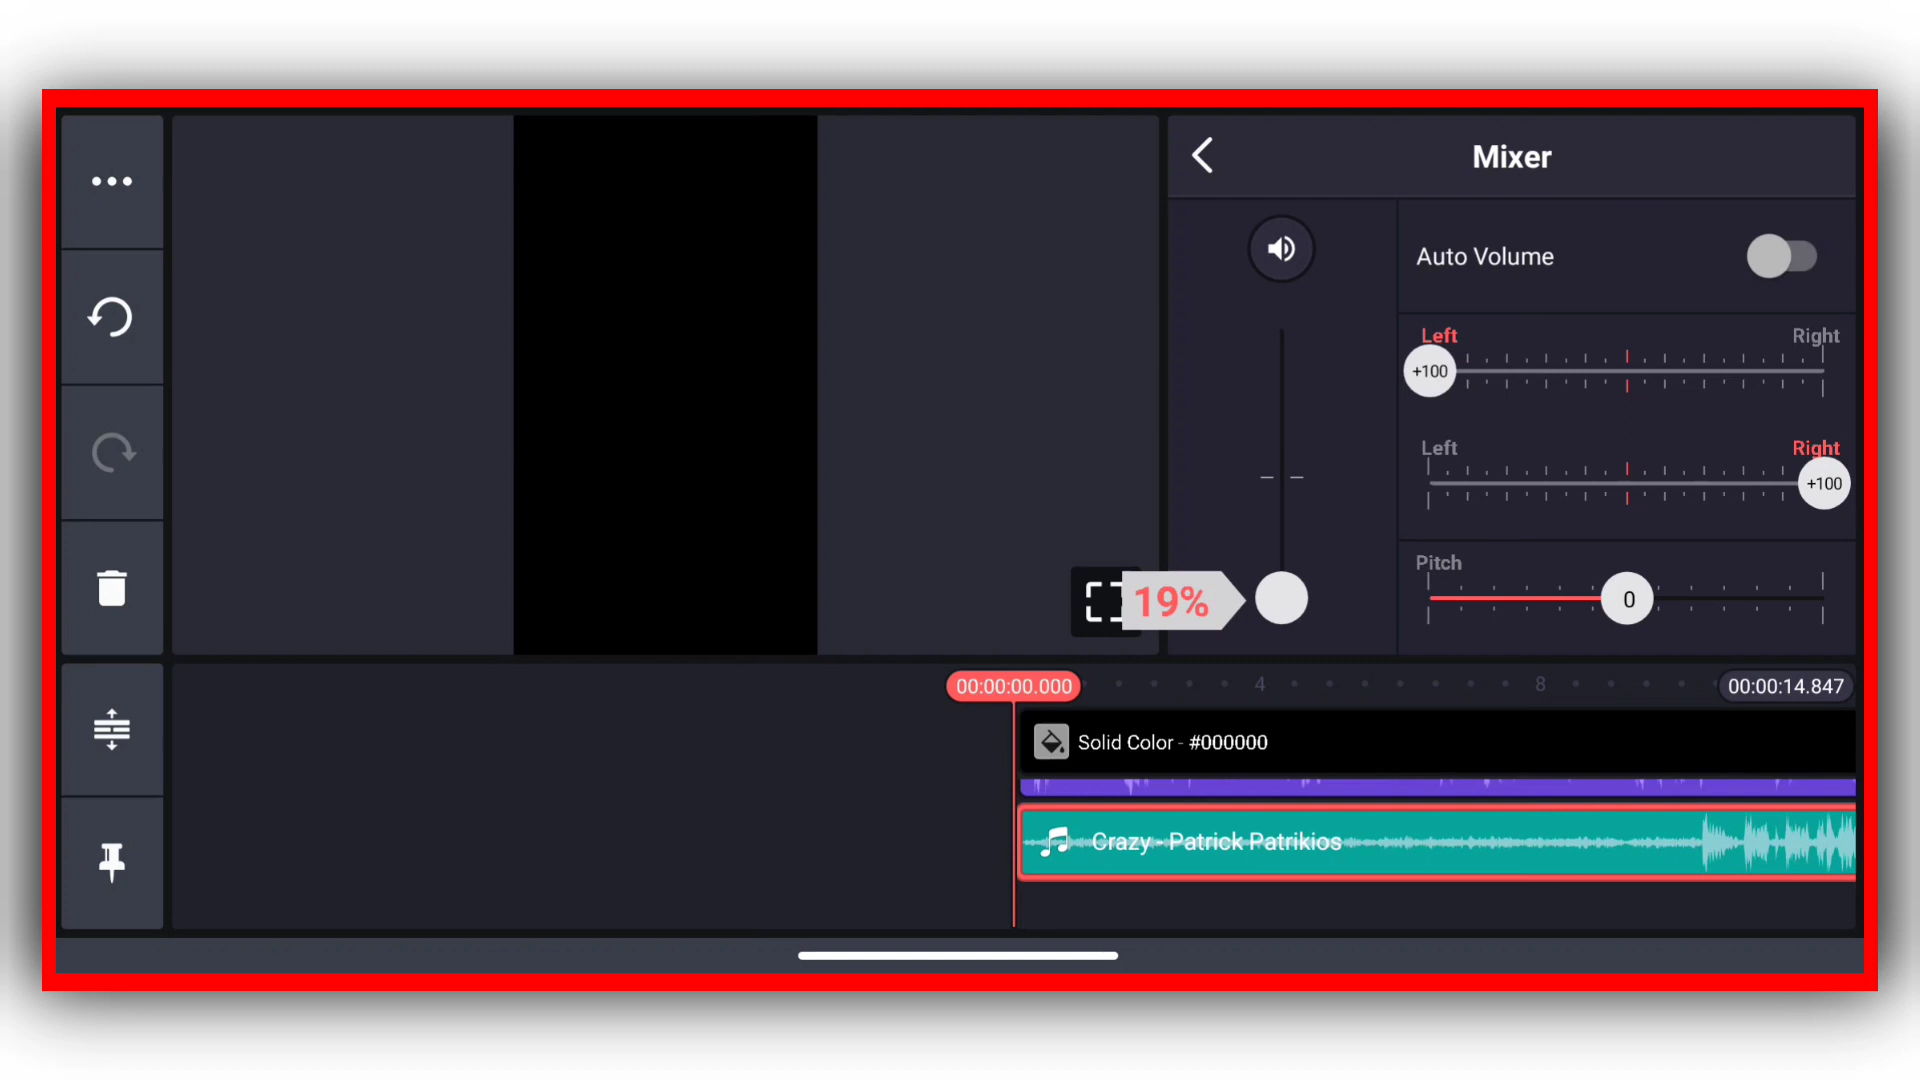 Mixer
Auto Volume
Left Right
+100
Left Right
+100
Pitch
0
19%
00:00:00.000 4 8 00:00:14.847
Solid Color - #000000
Crazy - Patrick Patrikios